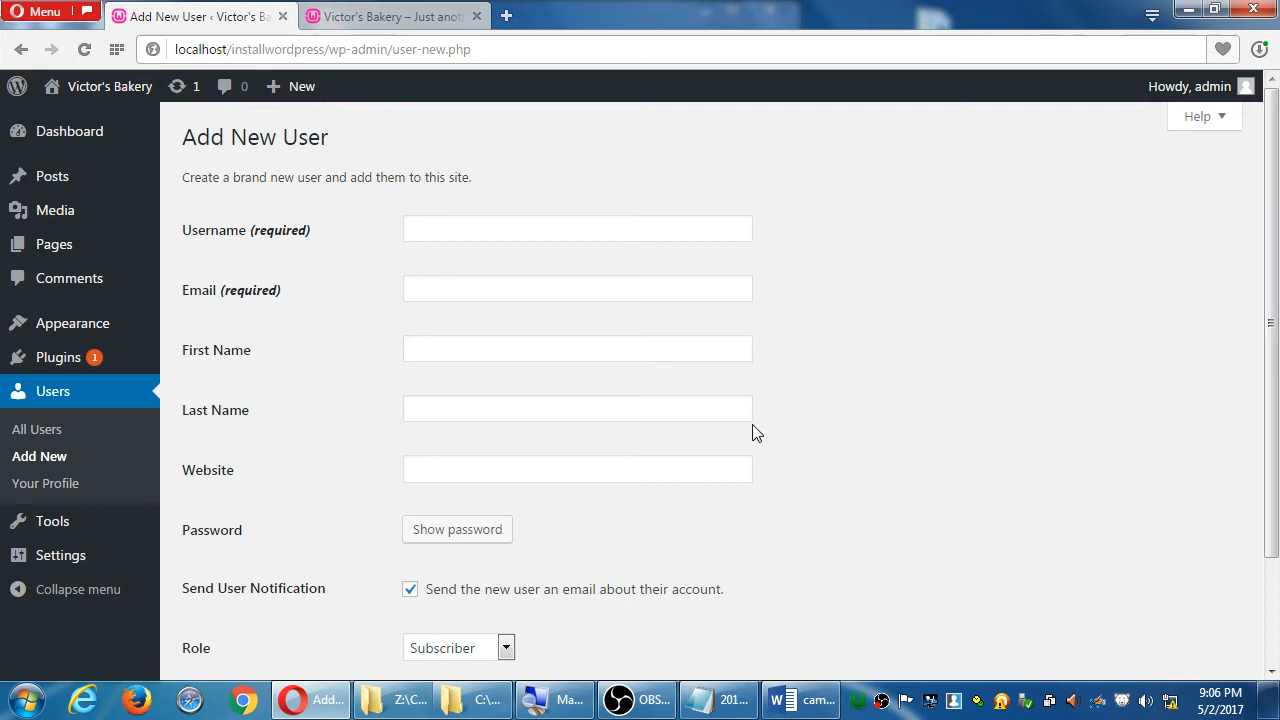 Menu
Add New User ‹ Victor's Ba
Victor's Bakery – Just anot
localhost/installwordpress/wp-admin/user-new.php
Victor's Bakery
1
0
New
Howdy, admin
Dashboard
Posts
Media
Pages
Comments
Appearance
Plugins 1
Users
All Users
Add New
Your Profile
Tools
Settings
Collapse menu
Help
Add New User
Create a brand new user and add them to this site.
Username (required)
Email (required)
First Name
Last Name
Website
Password
Show password
Send User Notification
Send the new user an email about their account.
Role
Subscriber
Add...
Z:\C...
C:\...
Ma...
OBS...
201...
cam...
9:06 PM
5/2/2017